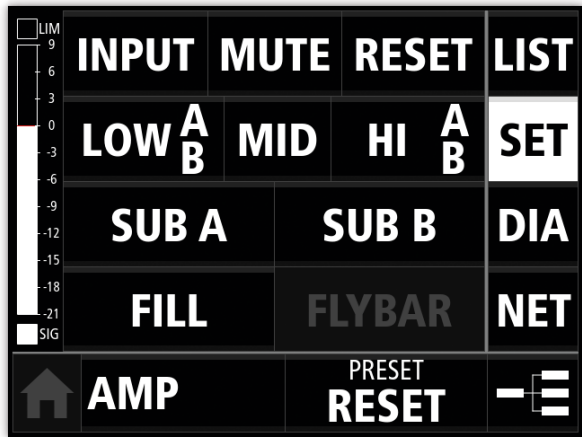 LIM
9
6
3
0
-3
-6
-9
-12
-15
-18
-21
SIG
INPUT MUTE RESET LIST
LOW A B MID HI A B SET
SUB A SUB B DIA
FILL FLYBAR NET
AMP PRESET RESET